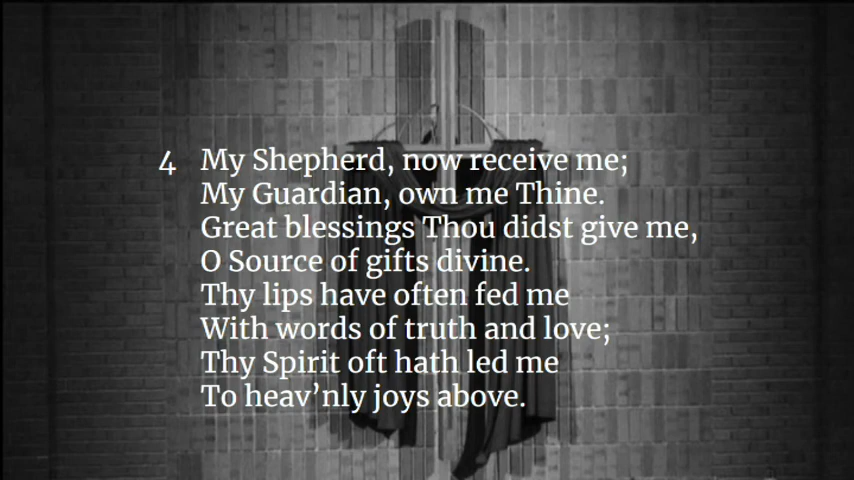 4 My Shepherd, now receive me;
My Guardian, own me Thine.
Great blessings Thou didst give me,
O Source of gifts divine.
Thy lips have often fed me
With words of truth and love;
Thy Spirit oft hath led me
To heav’nly joys above.